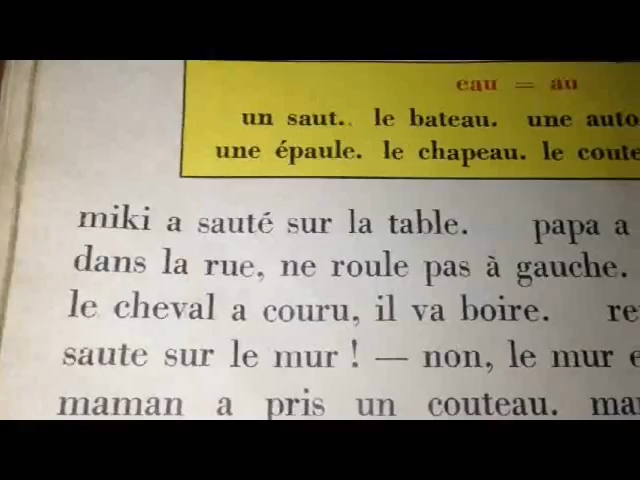 eau = au
un saut. le bateau. une auto
une épaule. le chapeau. le coute
miki a sauté sur la table. papa a
dans la rue, ne roule pas à gauche.
le cheval a couru, il va boire. re
saute sur le mur ! — non, le mur e
maman a pris un couteau. ma